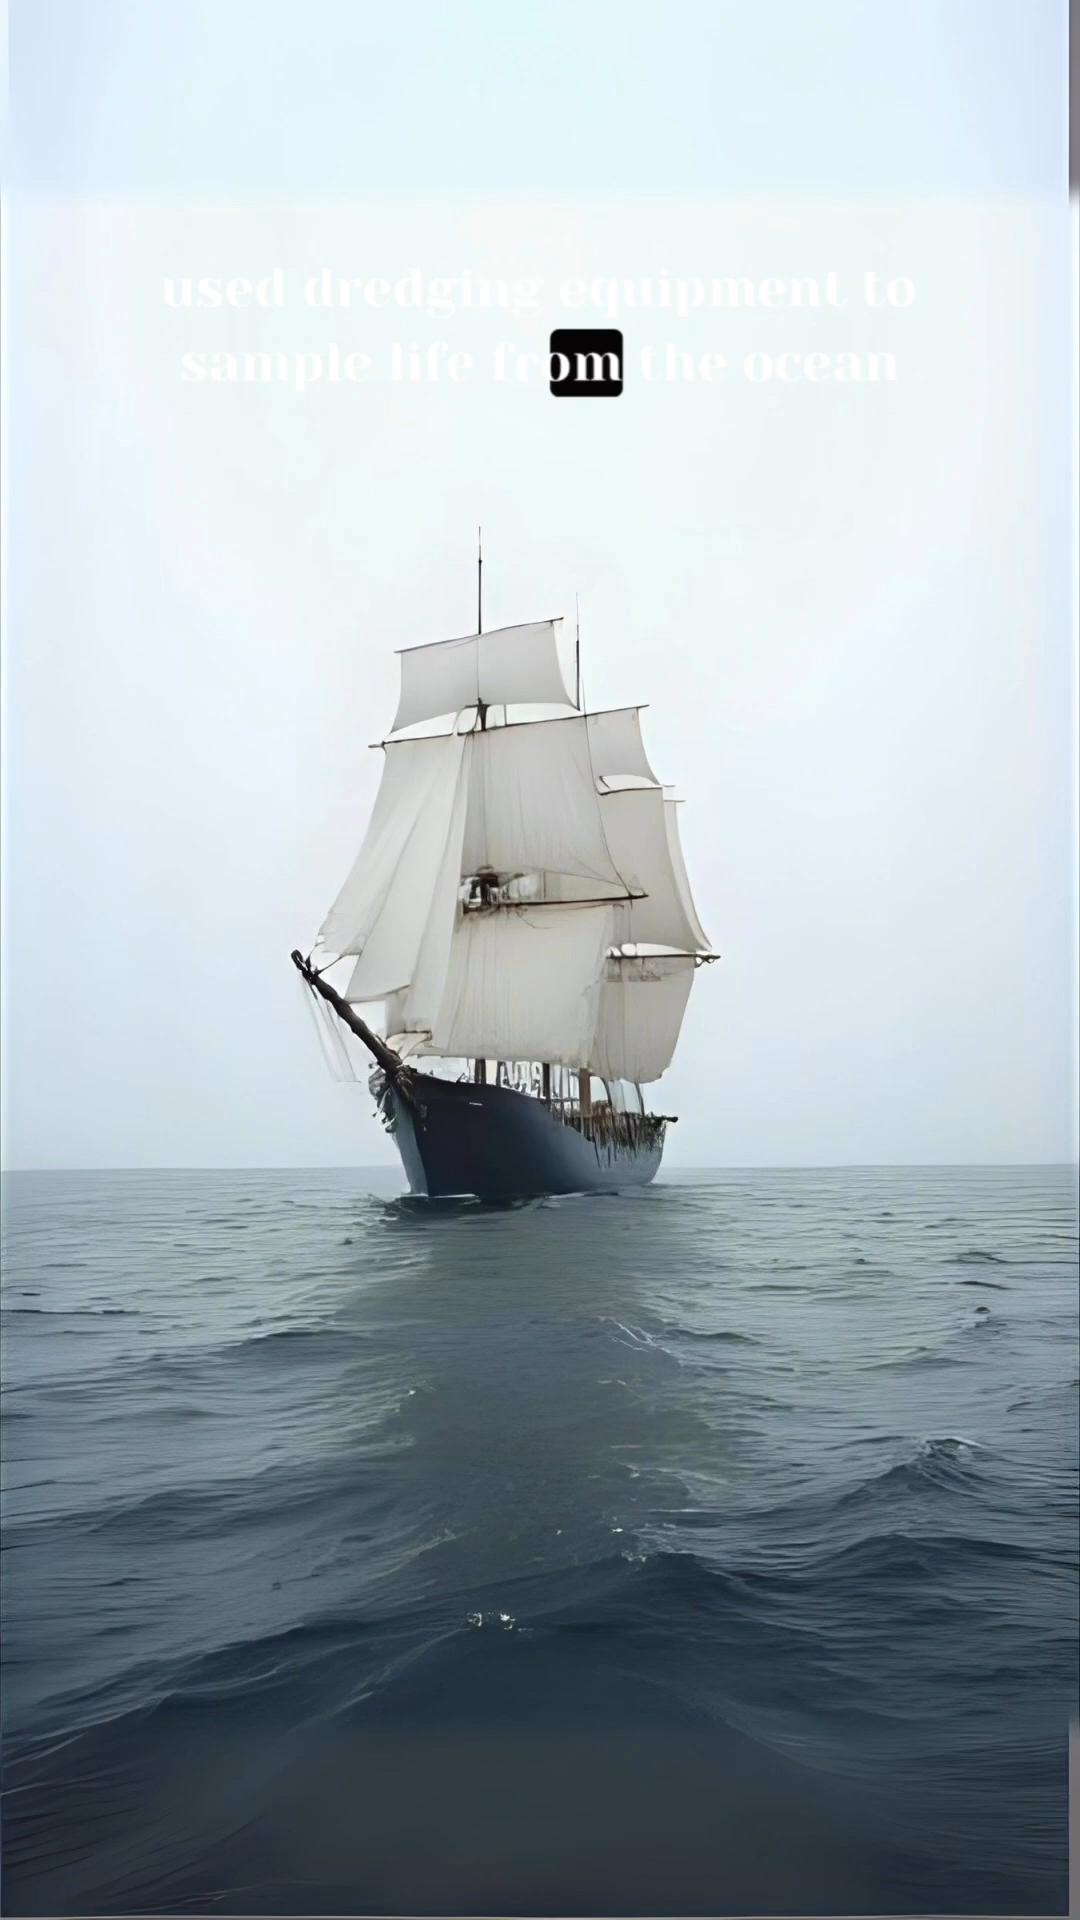 used dredging equipment to
sample life from the ocean